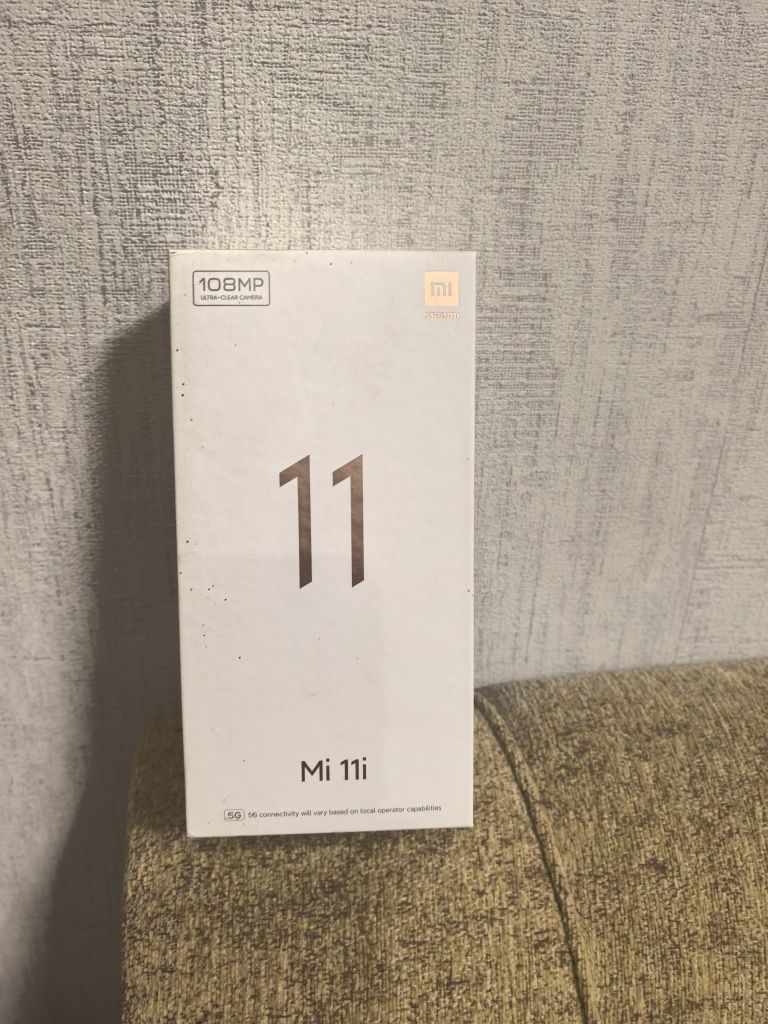 108MP
ULTRA-CLEAR CAMERA
mi
xiaomi
11
Mi 11i
5G 5G connectivity will vary based on local operator capabilities